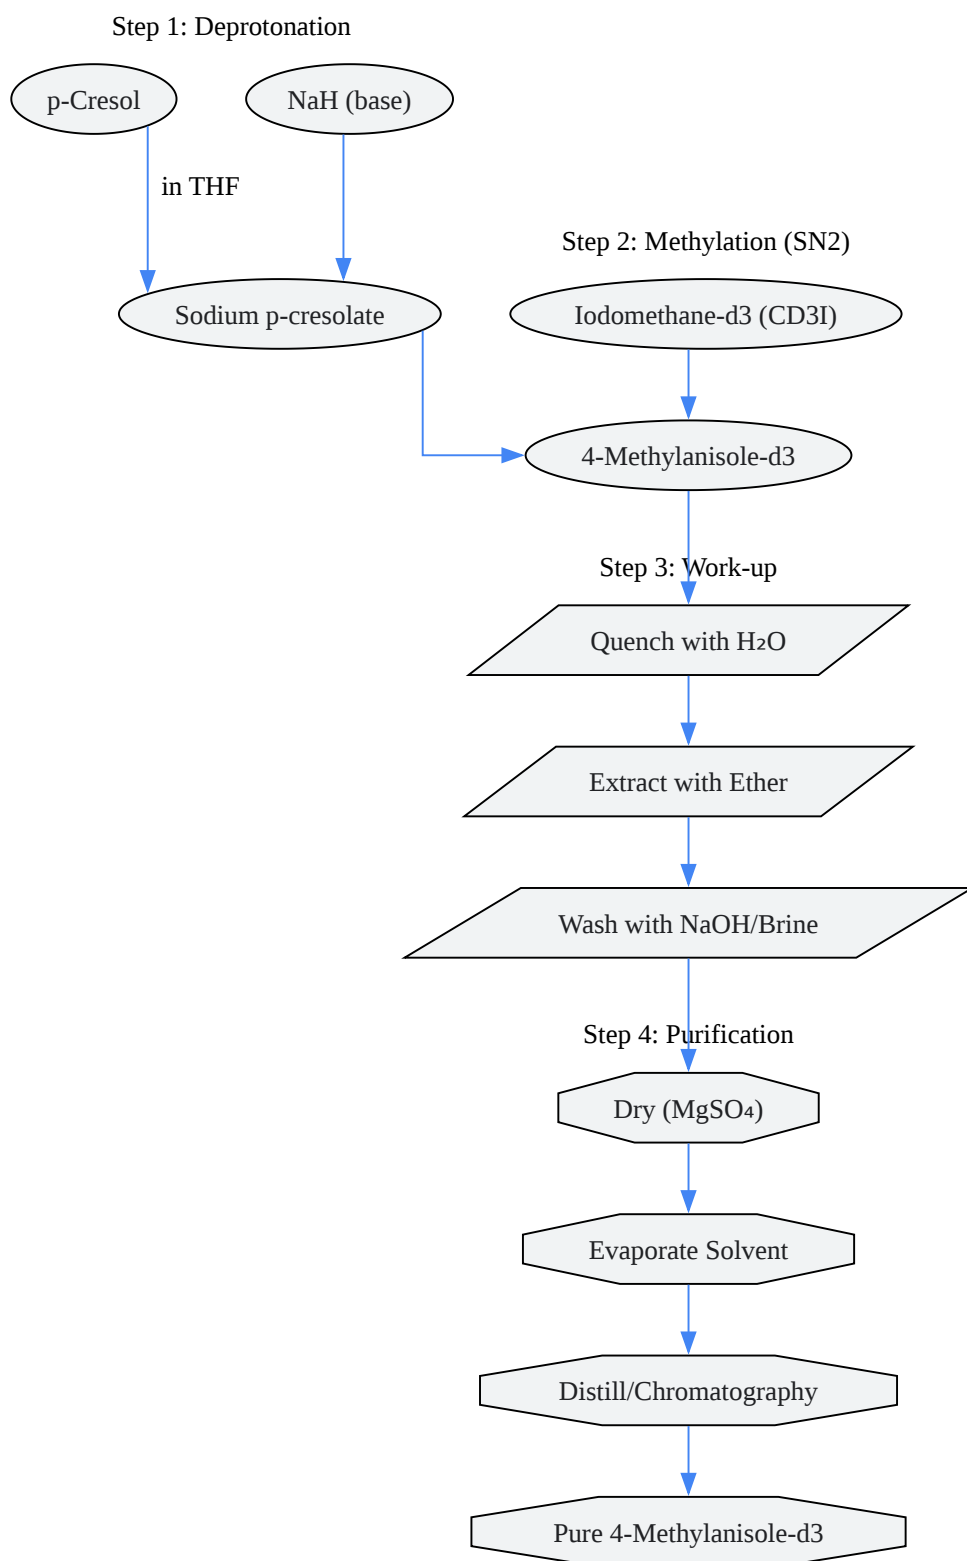 Step 1: Deprotonation
p-Cresol
NaH (base)
in THF
Step 2: Methylation (SN2)
Sodium p-cresolate
Iodomethane-d3 (CD3I)
4-Methylanisole-d3
Step 3: Work-up
Quench with H₂O
Extract with Ether
Wash with NaOH/Brine
Step 4: Purification
Dry (MgSO₄)
Evaporate Solvent
Distill/Chromatography
Pure 4-Methylanisole-d3